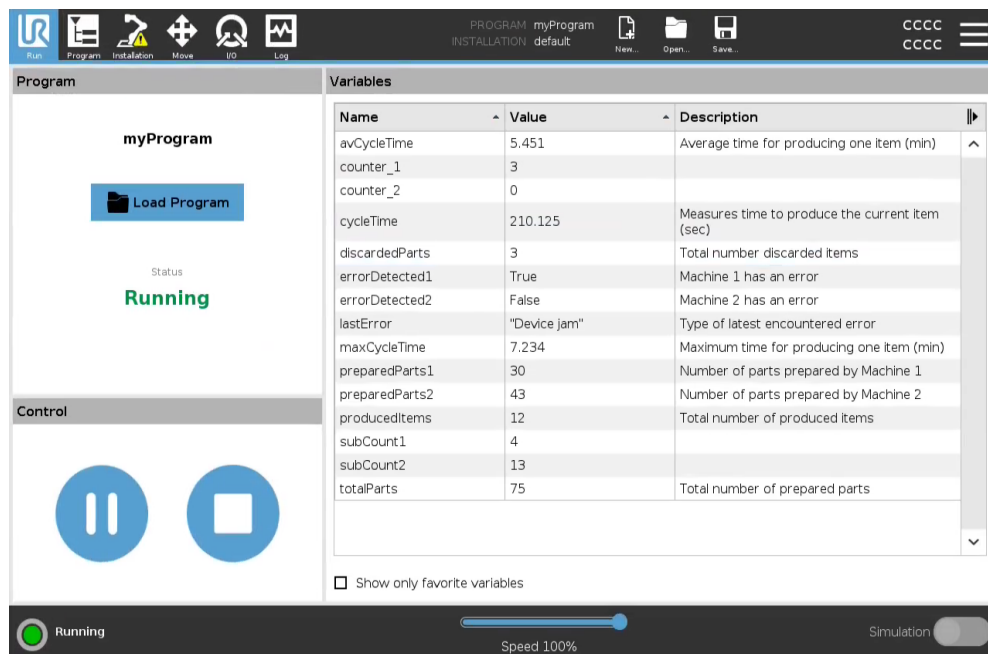 UR
PROGRAM myProgram
INSTALLATION default
CCCC
CCCC
Run Program Installation Move I/O Log New... Open... Save...
Program
myProgram
Load Program
Status
Running
Control
Variables
Name Value Description
avCycleTime 5.451 Average time for producing one item (min)
counter_1 3
counter_2 0
cycleTime 210.125 Measures time to produce the current item
(sec)
discardedParts 3 Total number discarded items
errorDetected1 True Machine 1 has an error
errorDetected2 False Machine 2 has an error
lastError "Device jam" Type of latest encountered error
maxCycleTime 7.234 Maximum time for producing one item (min)
preparedParts1 30 Number of parts prepared by Machine 1
preparedParts2 43 Number of parts prepared by Machine 2
producedItems 12 Total number of produced items
subCount1 4
subCount2 13
totalParts 75 Total number of prepared parts
Show only favorite variables
Running
Speed 100%
Simulation